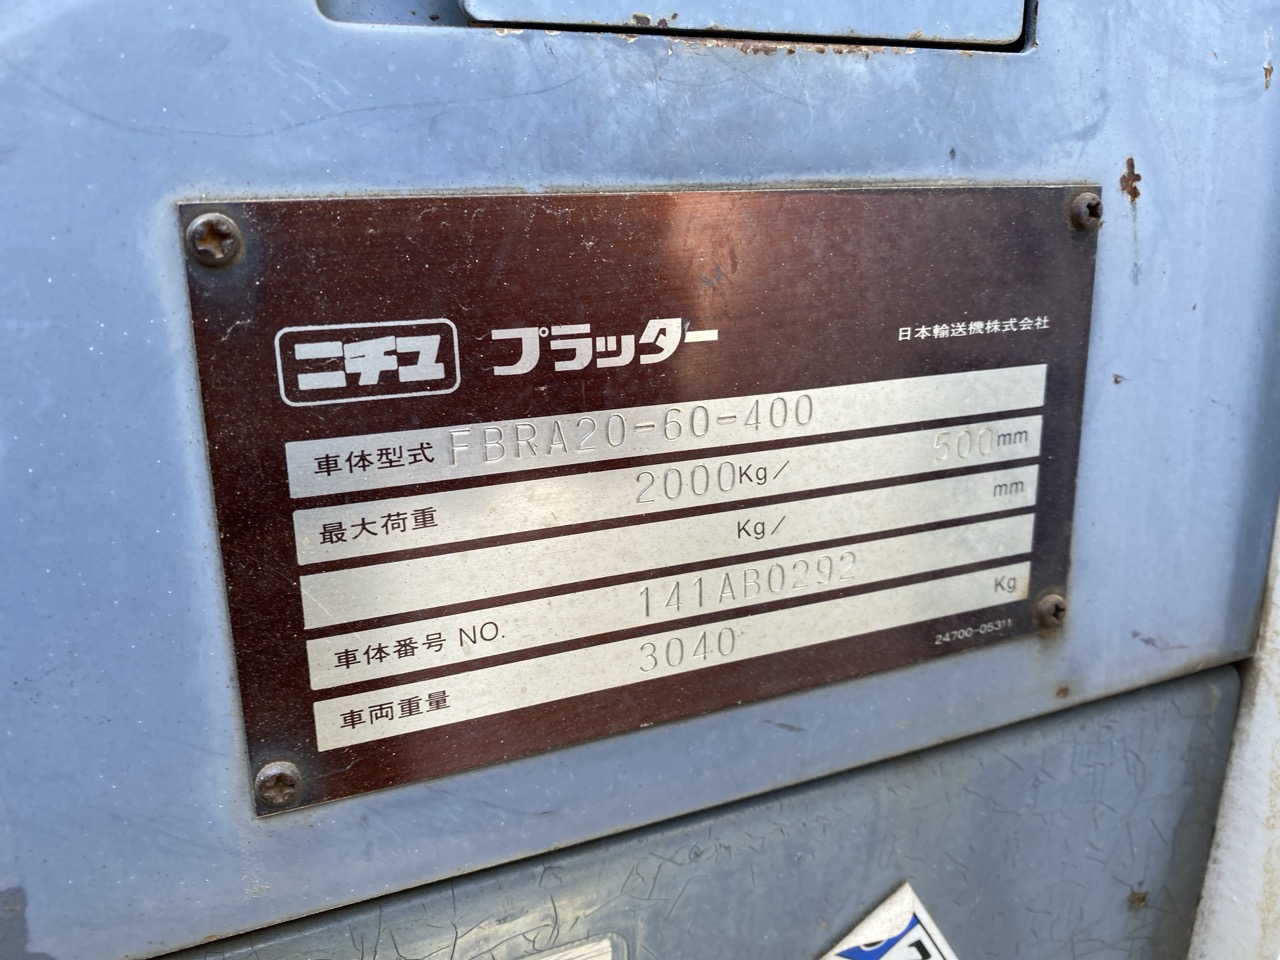 ニチユ プラッター 日本輸送機株式会社
車体型式 FBRA20-60-400
最大荷重 2000Kg/ 500mm
Kg/ mm
車体番号 NO. 141AB0292
車両重量 3040 Kg
24700-05311